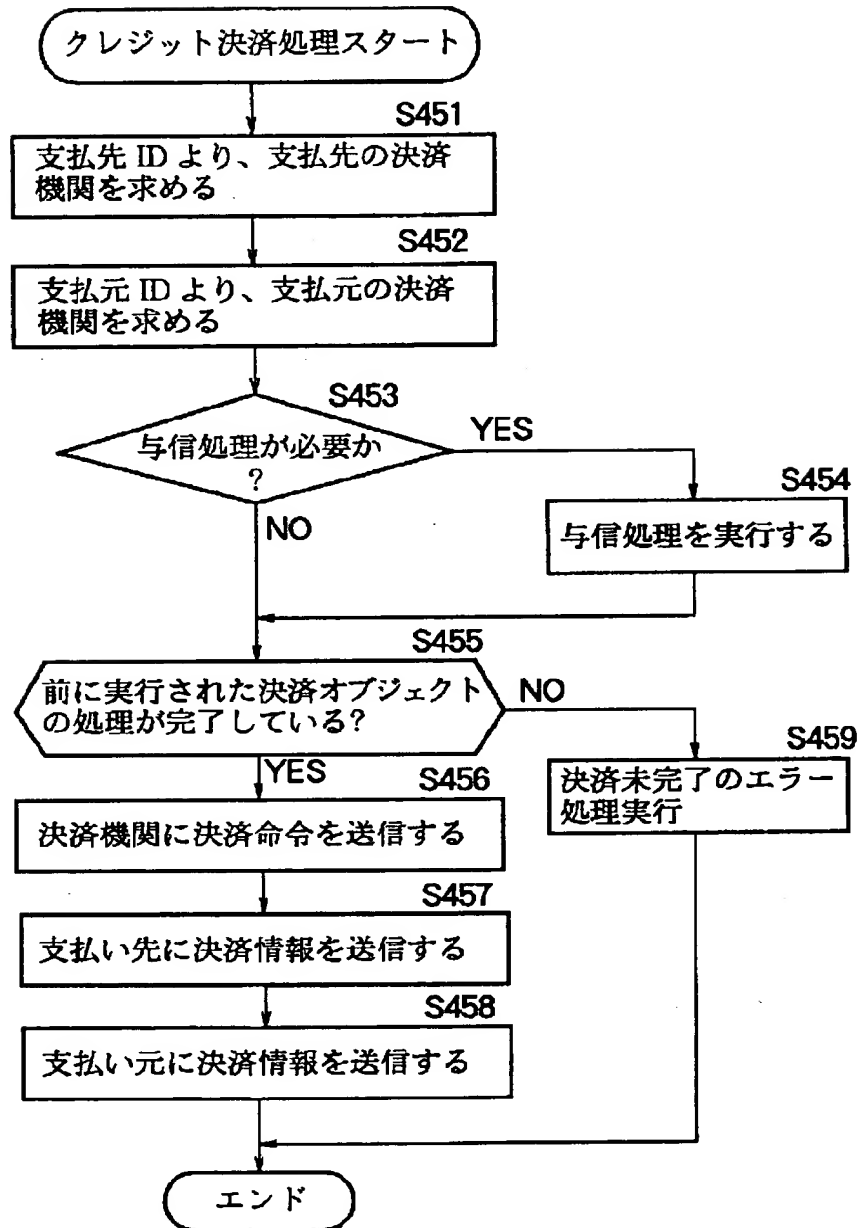 クレジット決済処理スタート
S451
支払先 ID より、支払先の決済
機関を求める
S452
支払元 ID より、支払元の決済
機関を求める
S453
与信処理が必要か
?
YES
NO
S454
与信処理を実行する
S455
前に実行された決済オブジェクト
の処理が完了している?
NO
YES
S459
決済未完了のエラー
処理実行
S456
決済機関に決済命令を送信する
S457
支払い先に決済情報を送信する
S458
支払い元に決済情報を送信する
エンド